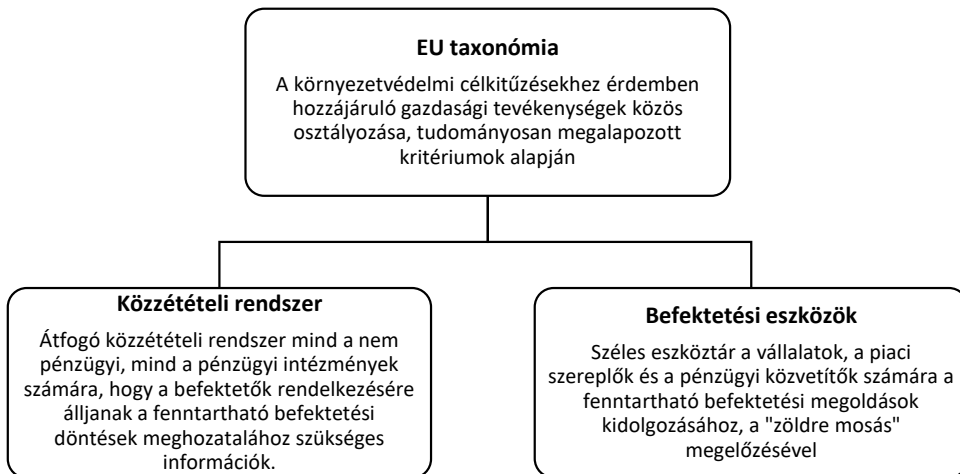 EU taxonómia
A környezetvédelmi célkitűzésekhez érdemben
hozzájáruló gazdasági tevékenységek közös
osztályozása, tudományosan megalapozott
kritériumok alapján
Közzétételi rendszer
Átfogó közzétételi rendszer mind a nem
pénzügyi, mind a pénzügyi intézmények
számára, hogy a befektetők rendelkezésére
álljanak a fenntartható befektetési
döntések meghozatalához szükséges
információk.
Befektetési eszközök
Széles eszköztár a vállalatok, a piaci
szereplők és a pénzügyi közvetítők számára a
fenntartható befektetési megoldások
kidolgozásához, a "zöldre mosás"
megelőzésével